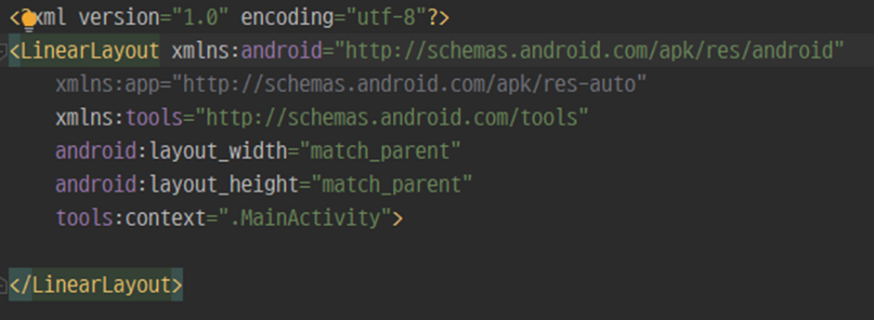 <?xml version="1.0" encoding="utf-8"?>
<LinearLayout xmlns:android="http://schemas.android.com/apk/res/android"
xmlns:app="http://schemas.android.com/apk/res-auto"
xmlns:tools="http://schemas.android.com/tools"
android:layout_width="match_parent"
android:layout_height="match_parent"
tools:context=".MainActivity">
</LinearLayout>